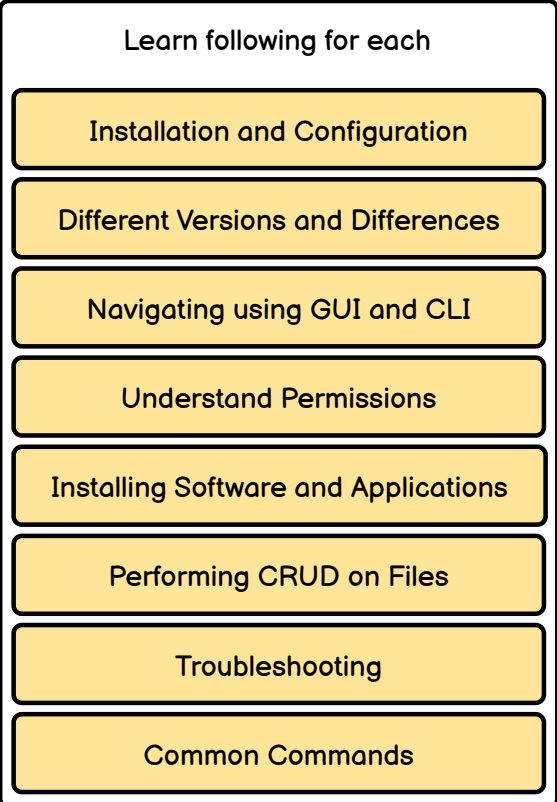 Learn following for each
Installation and Configuration
Different Versions and Differences
Navigating using GUI and CLI
Understand Permissions
Installing Software and Applications
Performing CRUD on Files
Troubleshooting
Common Commands